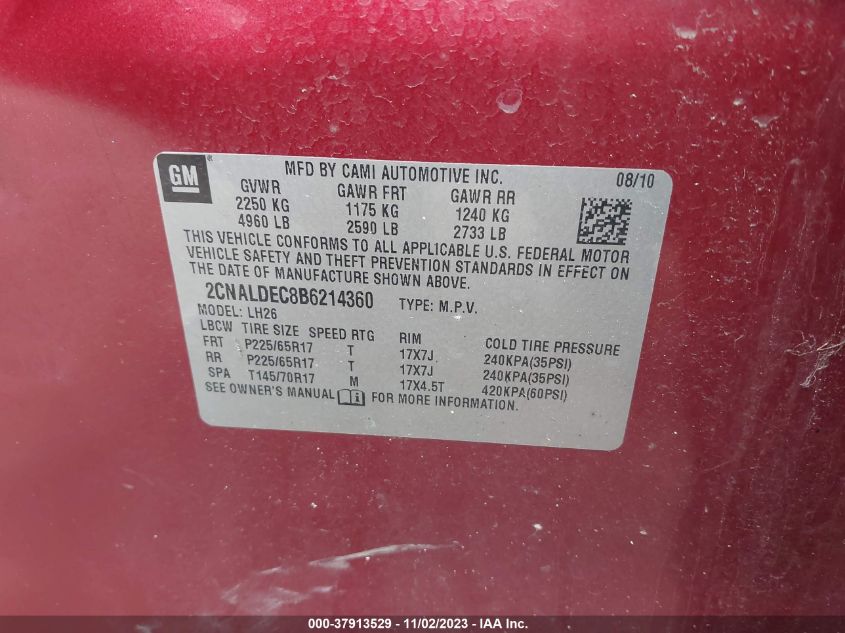 GM®
MFD BY CAMI AUTOMOTIVE INC. 08/10
GVWR GAWR FRT GAWR RR
2250 KG 1175 KG 1240 KG
4960 LB 2590 LB 2733 LB
THIS VEHICLE CONFORMS TO ALL APPLICABLE U.S. FEDERAL MOTOR
VEHICLE SAFETY AND THEFT PREVENTION STANDARDS IN EFFECT ON
THE DATE OF MANUFACTURE SHOWN ABOVE.
2CNALDEC8B6214360 TYPE: M.P.V.
MODEL: LH26
LBCW TIRE SIZE SPEED RTG RIM COLD TIRE PRESSURE
FRT P225/65R17 T 17X7J 240KPA(35PSI)
RR P225/65R17 T 17X7J 240KPA(35PSI)
SPA T145/70R17 M 17X4.5T 420KPA(60PSI)
SEE OWNER'S MANUAL FOR MORE INFORMATION.
000-37913529 - 11/02/2023 - IAA Inc.